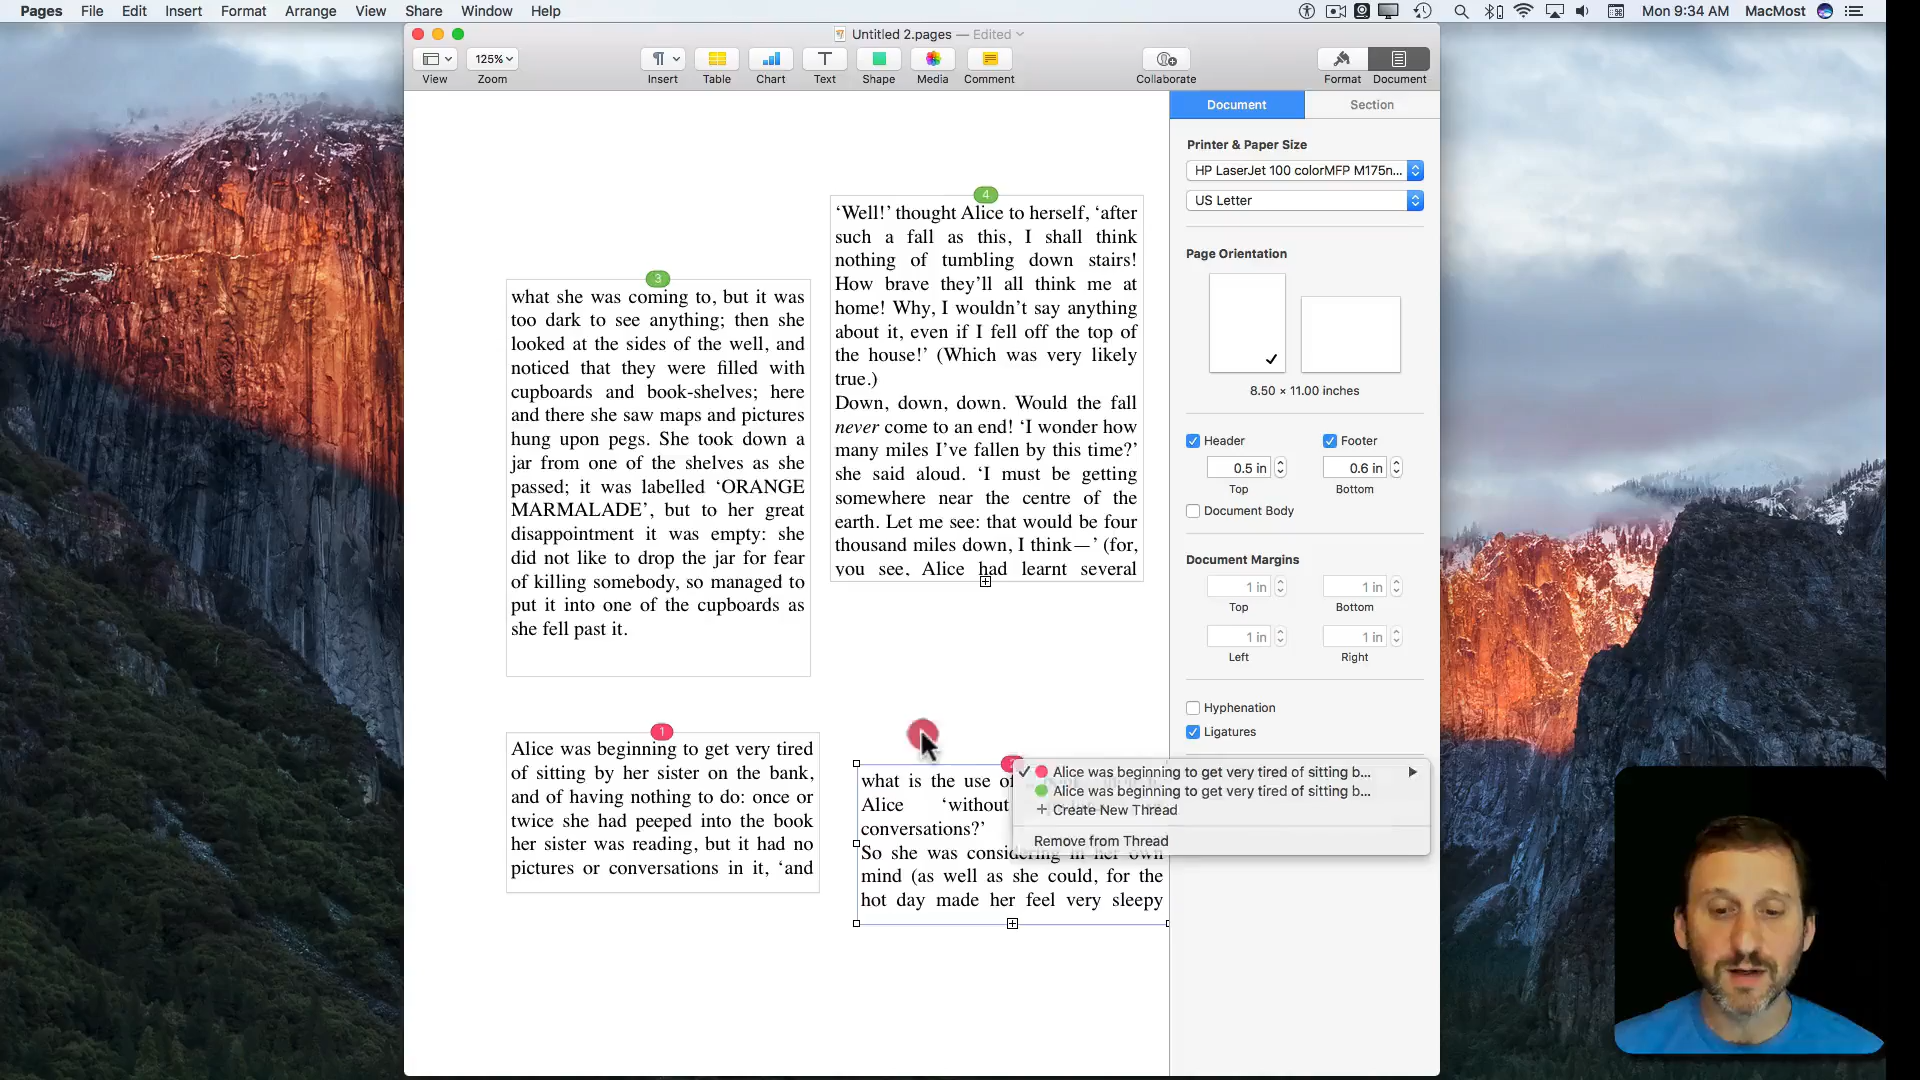 Pages File Edit Insert Format Arrange View Share Window Help
Mon 9:34 AM MacMost
Untitled 2.pages — Edited
125%
View Zoom Insert Table Chart Text Shape Media Comment Collaborate Format Document
Document Section
Printer & Paper Size
HP LaserJet 100 colorMFP M175n...
US Letter
Page Orientation
8.50 × 11.00 inches
Header Footer
0.5 in 0.6 in
Top Bottom
Document Body
Document Margins
1 in 1 in
Top Bottom
1 in 1 in
Left Right
Hyphenation
Ligatures
3
what she was coming to, but it was
too dark to see anything; then she
looked at the sides of the well, and
noticed that they were filled with
cupboards and book-shelves; here
and there she saw maps and pictures
hung upon pegs. She took down a
jar from one of the shelves as she
passed; it was labelled ‘ORANGE
MARMALADE’, but to her great
disappointment it was empty: she
did not like to drop the jar for fear
of killing somebody, so managed to
put it into one of the cupboards as
she fell past it.
4
‘Well!’ thought Alice to herself, ‘after
such a fall as this, I shall think
nothing of tumbling down stairs!
How brave they’ll all think me at
home! Why, I wouldn’t say anything
about it, even if I fell off the top of
the house!’ (Which was very likely
true.)
Down, down, down. Would the fall
never come to an end! ‘I wonder how
many miles I’ve fallen by this time?’
she said aloud. ‘I must be getting
somewhere near the centre of the
earth. Let me see: that would be four
thousand miles down, I think—’ (for,
you see, Alice had learnt several
1
Alice was beginning to get very tired
of sitting by her sister on the bank,
and of having nothing to do: once or
twice she had peeped into the book
her sister was reading, but it had no
pictures or conversations in it, ‘and
what is the use of
Alice ‘without
conversations?’
So she was considering in her own
mind (as well as she could, for the
hot day made her feel very sleepy
Alice was beginning to get very tired of sitting b...
Alice was beginning to get very tired of sitting b...
Create New Thread
Remove from Thread